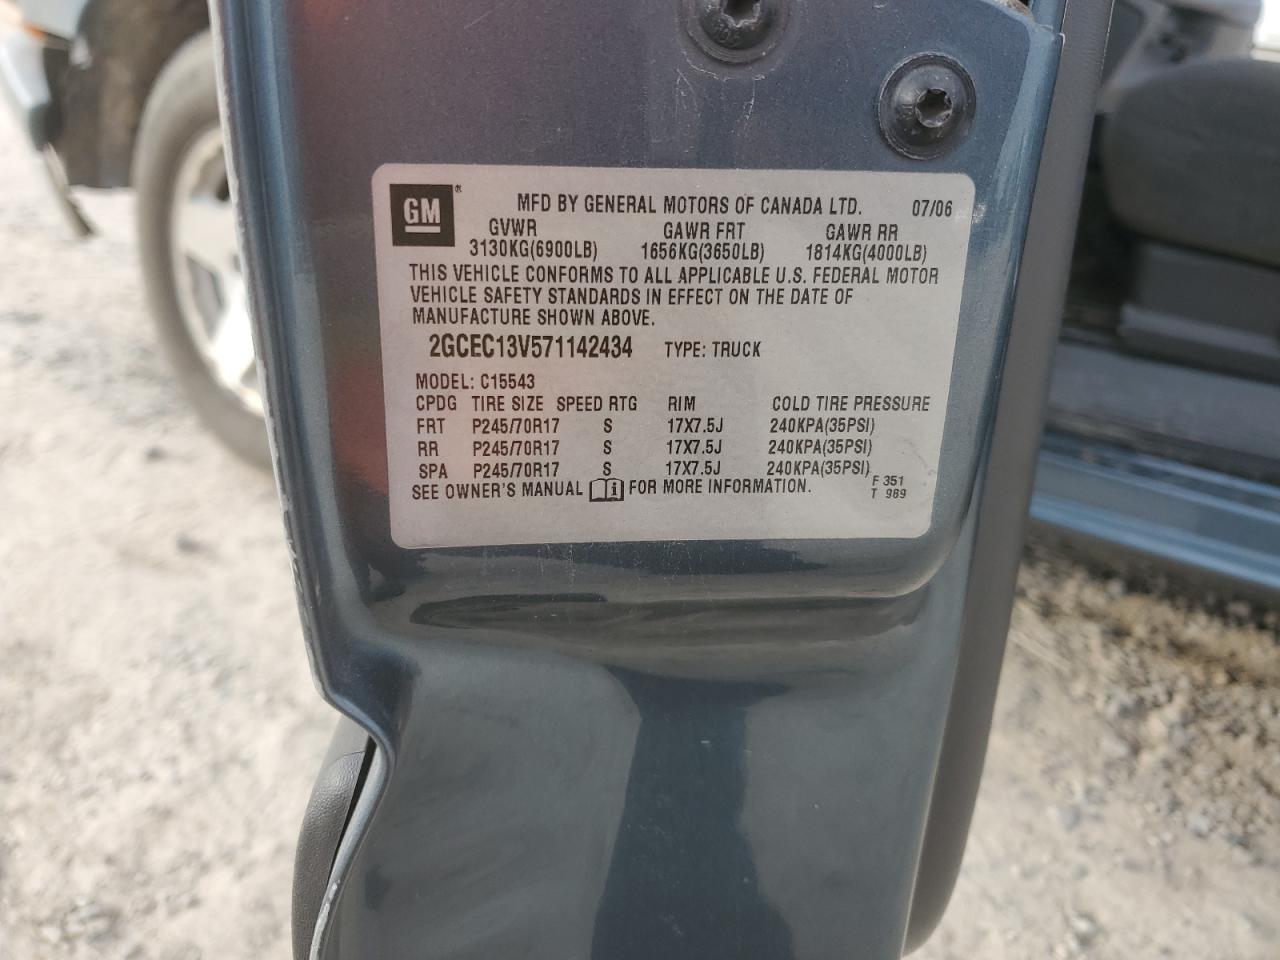 GM® MFD BY GENERAL MOTORS OF CANADA LTD. 07/06
GVWR GAWR FRT GAWR RR
3130KG(6900LB) 1656KG(3650LB) 1814KG(4000LB)
THIS VEHICLE CONFORMS TO ALL APPLICABLE U.S. FEDERAL MOTOR
VEHICLE SAFETY STANDARDS IN EFFECT ON THE DATE OF
MANUFACTURE SHOWN ABOVE.
2GCEC13V571142434 TYPE: TRUCK
MODEL: C15543
CPDG TIRE SIZE SPEED RTG RIM COLD TIRE PRESSURE
FRT P245/70R17 S 17X7.5J 240KPA(35PSI)
RR P245/70R17 S 17X7.5J 240KPA(35PSI)
SPA P245/70R17 S 17X7.5J 240KPA(35PSI)
SEE OWNER'S MANUAL i FOR MORE INFORMATION. F 351
T 989